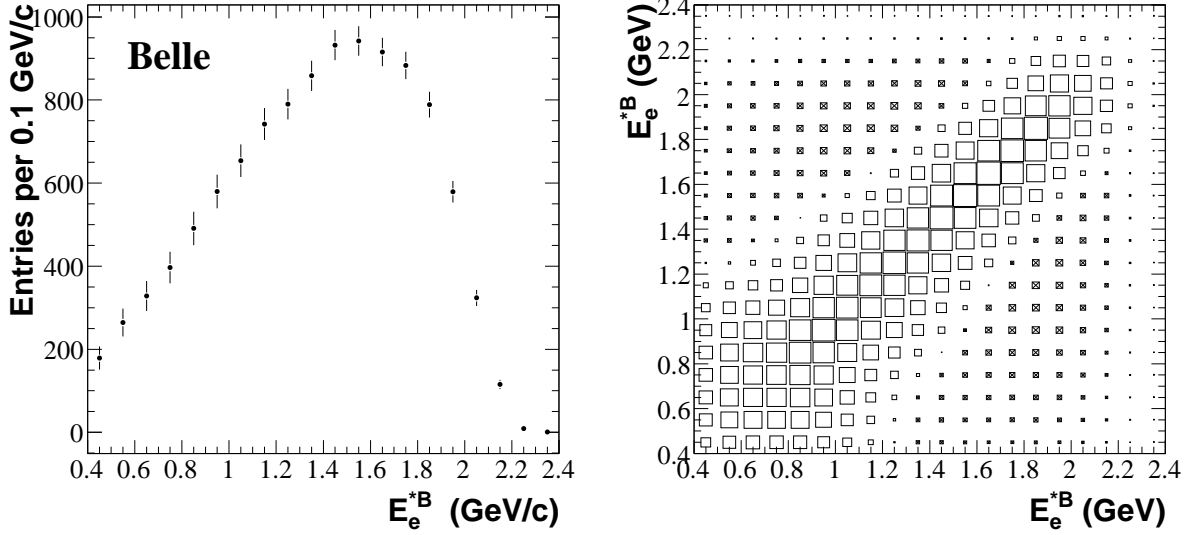 Entries per 0.1 GeV/c
Belle
1000
800
600
400
200
0
0.4 0.6 0.8 1 1.2 1.4 1.6 1.8 2 2.2 2.4
E_e^{*B} (GeV/c)
E_e^{*B} (GeV)
2.4
2.2
2
1.8
1.6
1.4
1.2
1
0.8
0.6
0.4
0.4 0.6 0.8 1 1.2 1.4 1.6 1.8 2 2.2 2.4
E_e^{*B} (GeV)